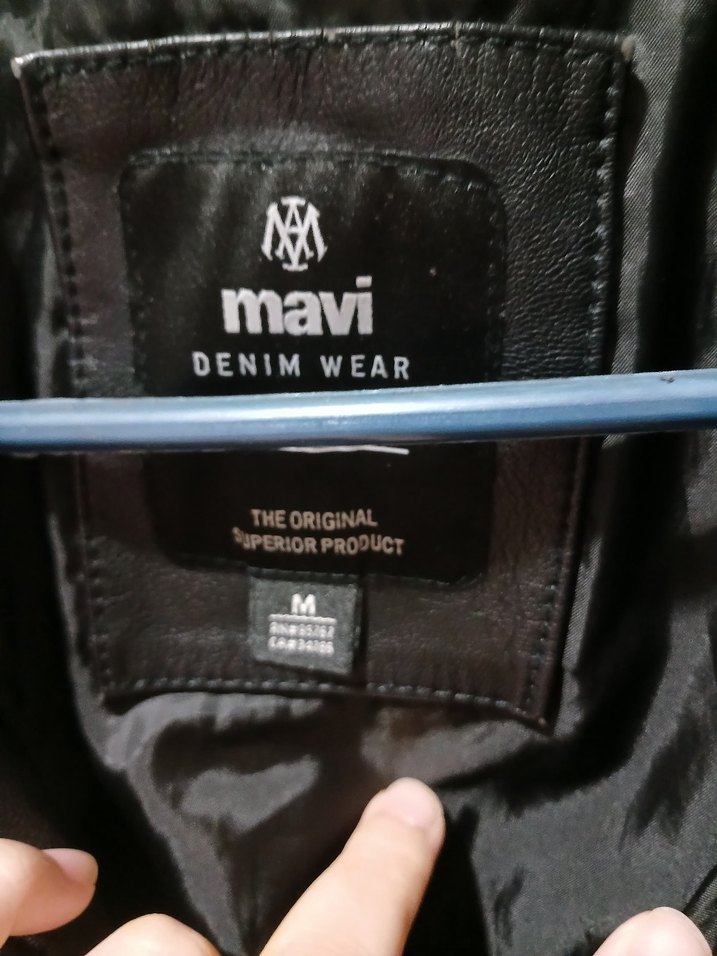 mavi
DENIM WEAR
THE ORIGINAL
SUPERIOR PRODUCT
M